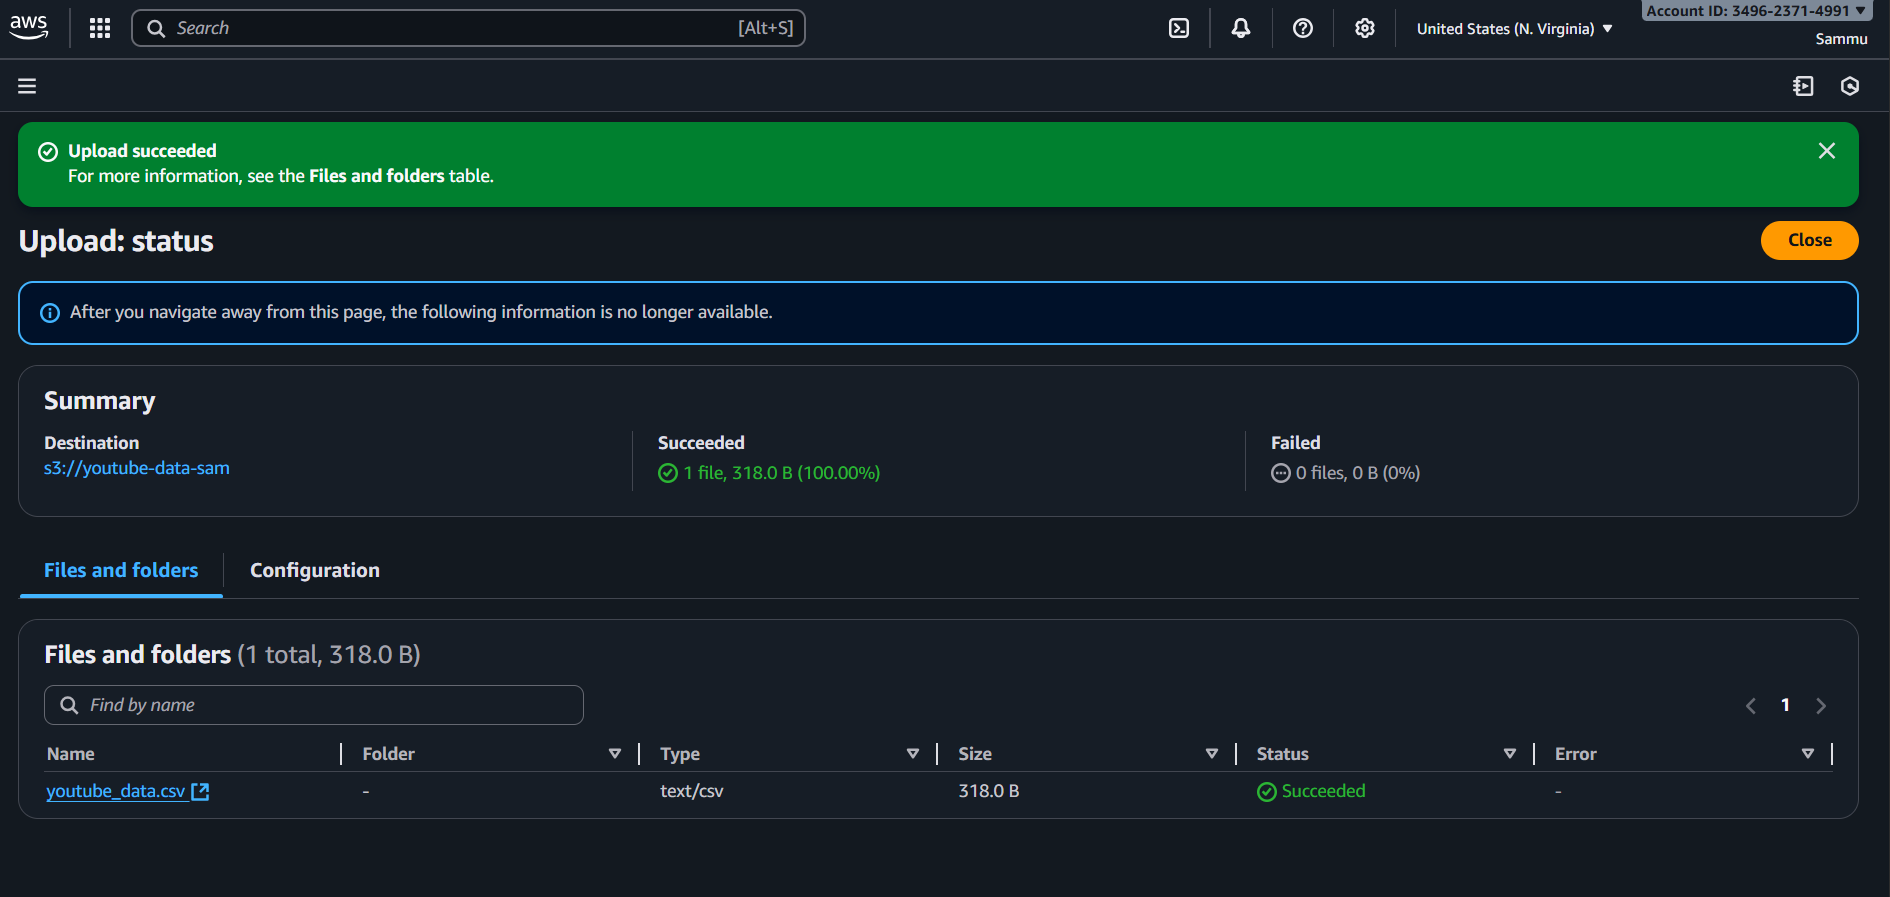 aws
Search
[Alt+S]
United States (N. Virginia)
Account ID: 3496-2371-4991
Sammu
Upload succeeded
For more information, see the Files and folders table.
Upload: status
Close
After you navigate away from this page, the following information is no longer available.
Summary
Destination
s3://youtube-data-sam
Succeeded
1 file, 318.0 B (100.00%)
Failed
0 files, 0 B (0%)
Files and folders
Configuration
Files and folders (1 total, 318.0 B)
Find by name
1
Name Folder Type Size Status Error
youtube_data.csv - text/csv 318.0 B Succeeded -